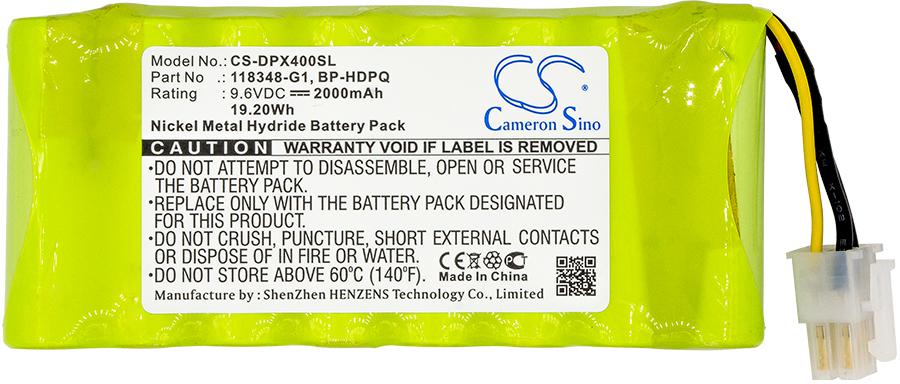 Model No. : CS-DPX400SL
Part No : 118348-G1, BP-HDPQ
Rating : 9.6VDC ⎓ 2000mAh
19.20Wh
Nickel Metal Hydride Battery Pack
CS
Cameron Sino
CAUTION WARRANTY VOID IF LABEL IS REMOVED
•DO NOT ATTEMPT TO DISASSEMBLE, OPEN OR SERVICE
THE BATTERY PACK.
•REPLACE ONLY WITH THE BATTERY PACK DESIGNATED
FOR THIS PRODUCT.
•DO NOT CRUSH, PUNCTURE, SHORT EXTERNAL CONTACTS
OR DISPOSE OF IN FIRE OR WATER.
•DO NOT STORE ABOVE 60℃ (140℉).
CE
Made In China
Manufacture by : ShenZhen HENZENS Technology Co., Limited